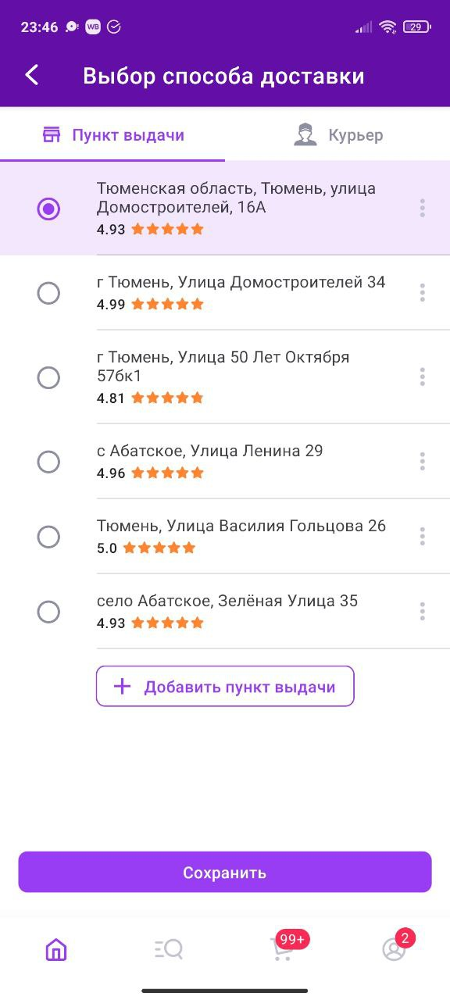 23:46 WB 29
Выбор способа доставки
Пункт выдачи Курьер
Тюменская область, Тюмень, улица
Домостроителей, 16А
4.93
г Тюмень, Улица Домостроителей 34
4.99
г Тюмень, Улица 50 Лет Октября
57бк1
4.81
с Абатское, Улица Ленина 29
4.96
Тюмень, Улица Василия Гольцова 26
5.0
село Абатское, Зелёная Улица 35
4.93
+ Добавить пункт выдачи
Сохранить
99+ 2